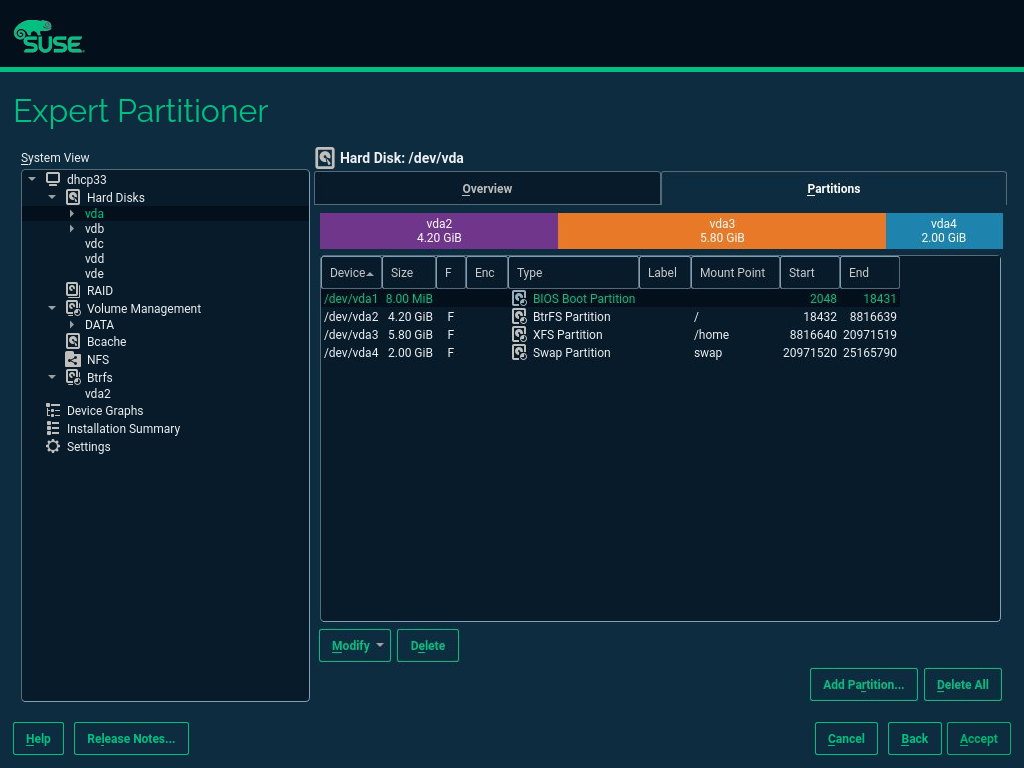 SUSE
Expert Partitioner
System View
dhcp33
Hard Disks
vda
vdb
vdc
vdd
vde
RAID
Volume Management
DATA
Bcache
NFS
Btrfs
vda2
Device Graphs
Installation Summary
Settings
Hard Disk: /dev/vda
Overview Partitions
vda2 vda3 vda4
4.20 GiB 5.80 GiB 2.00 GiB
Device Size F Enc Type Label Mount Point Start End
/dev/vda1 8.00 MiB BIOS Boot Partition 2048 18431
/dev/vda2 4.20 GiB F BtrFS Partition / 18432 8816639
/dev/vda3 5.80 GiB F XFS Partition /home 8816640 20971519
/dev/vda4 2.00 GiB F Swap Partition swap 20971520 25165790
Modify Delete
Add Partition... Delete All
Help Release Notes... Cancel Back Accept